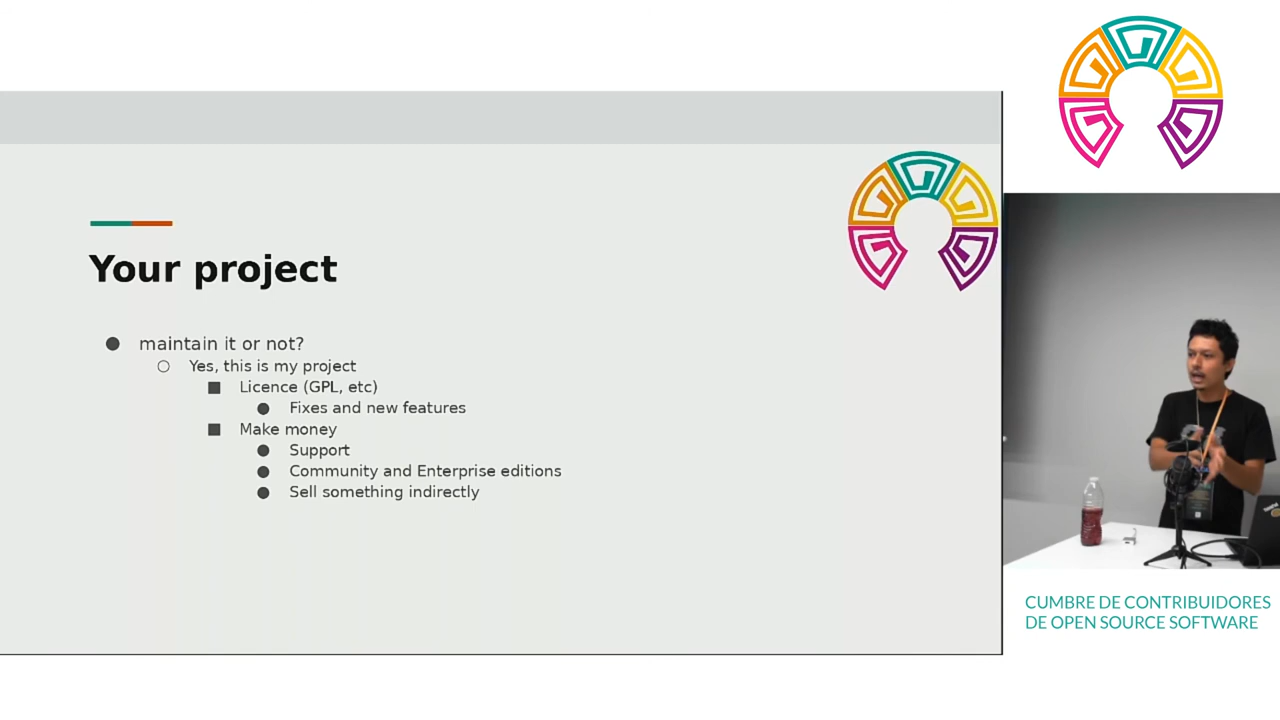 Your project
● maintain it or not?
○ Yes, this is my project
■ Licence (GPL, etc)
● Fixes and new features
■ Make money
● Support
● Community and Enterprise editions
● Sell something indirectly
CUMBRE DE CONTRIBUIDORES
DE OPEN SOURCE SOFTWARE